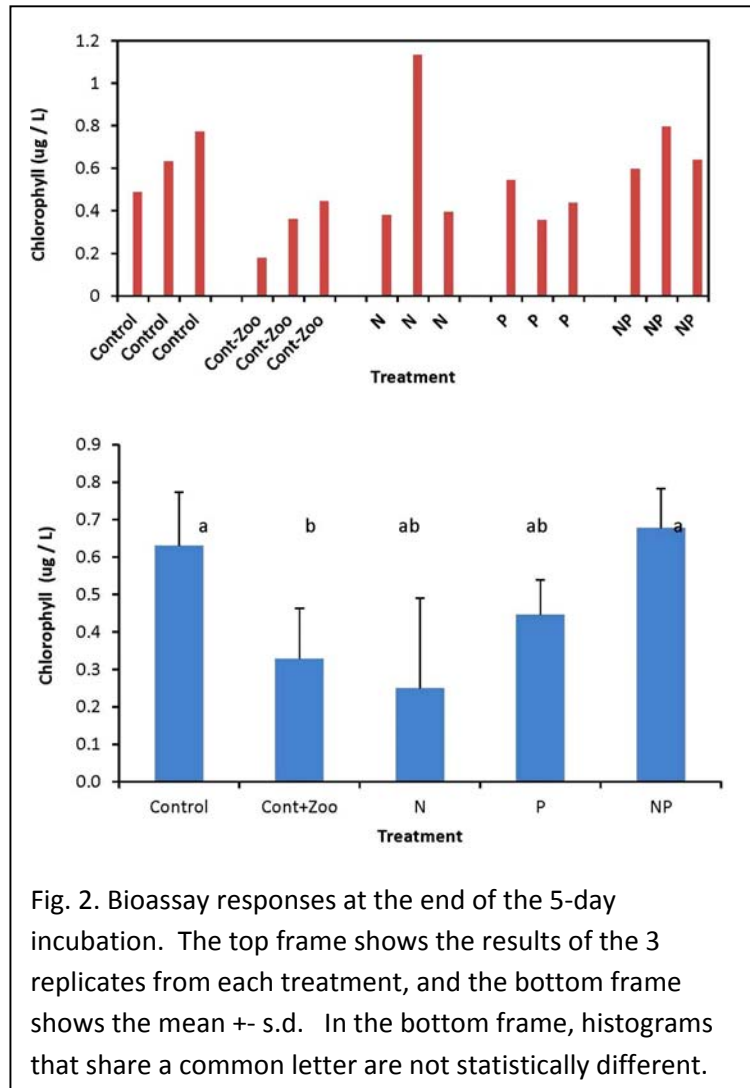 1.2
1
0.8
0.6
0.4
0.2
0
Chlorophyll (ug / L)
Control Control Control Cont-Zoo Cont-Zoo Cont-Zoo N N N P P P NP NP NP
Treatment
0.9
0.8
0.7
0.6
0.5
0.4
0.3
0.2
0.1
0.0
Chlorophyll (ug / L)
a b ab ab a
Control Cont+Zoo N P NP
Treatment
Fig. 2. Bioassay responses at the end of the 5-day
incubation. The top frame shows the results of the 3
replicates from each treatment, and the bottom frame
shows the mean +- s.d. In the bottom frame, histograms
that share a common letter are not statistically different.